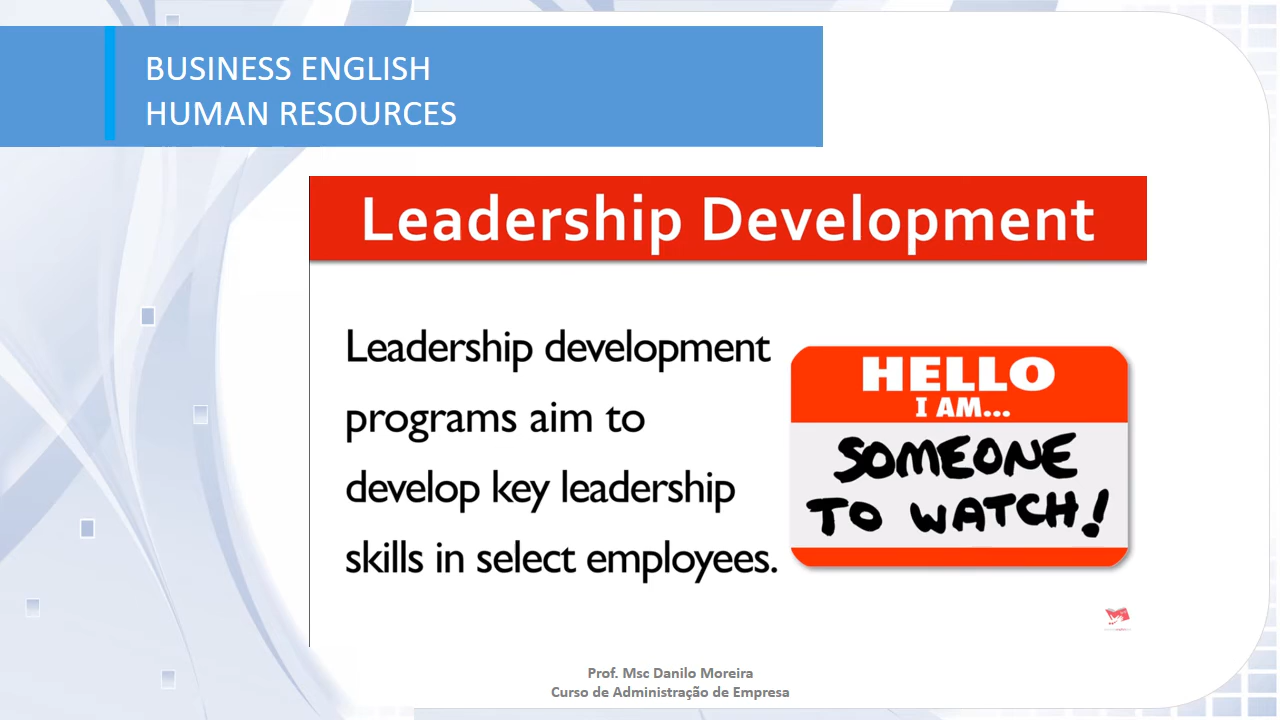 BUSINESS ENGLISH
HUMAN RESOURCES
Leadership Development
Leadership development
programs aim to
develop key leadership
skills in select employees.
HELLO
I AM...
SOMEONE
TO WATCH!
Prof. Msc Danilo Moreira
Curso de Administração de Empresa